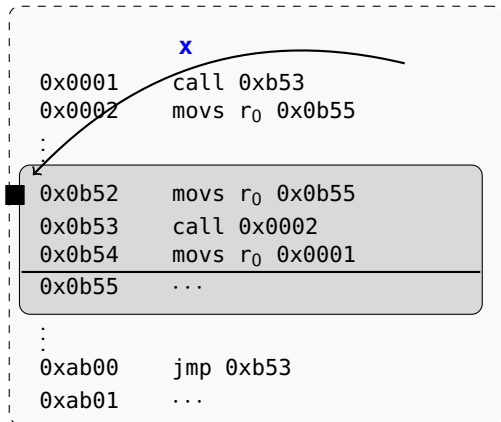 x
0x0001 call 0xb53
0x0002 movs r₀ 0x0b55
⋮
0x0b52 movs r₀ 0x0b55
0x0b53 call 0x0002
0x0b54 movs r₀ 0x0001
0x0b55 ···
⋮
0xab00 jmp 0xb53
0xab01 ···